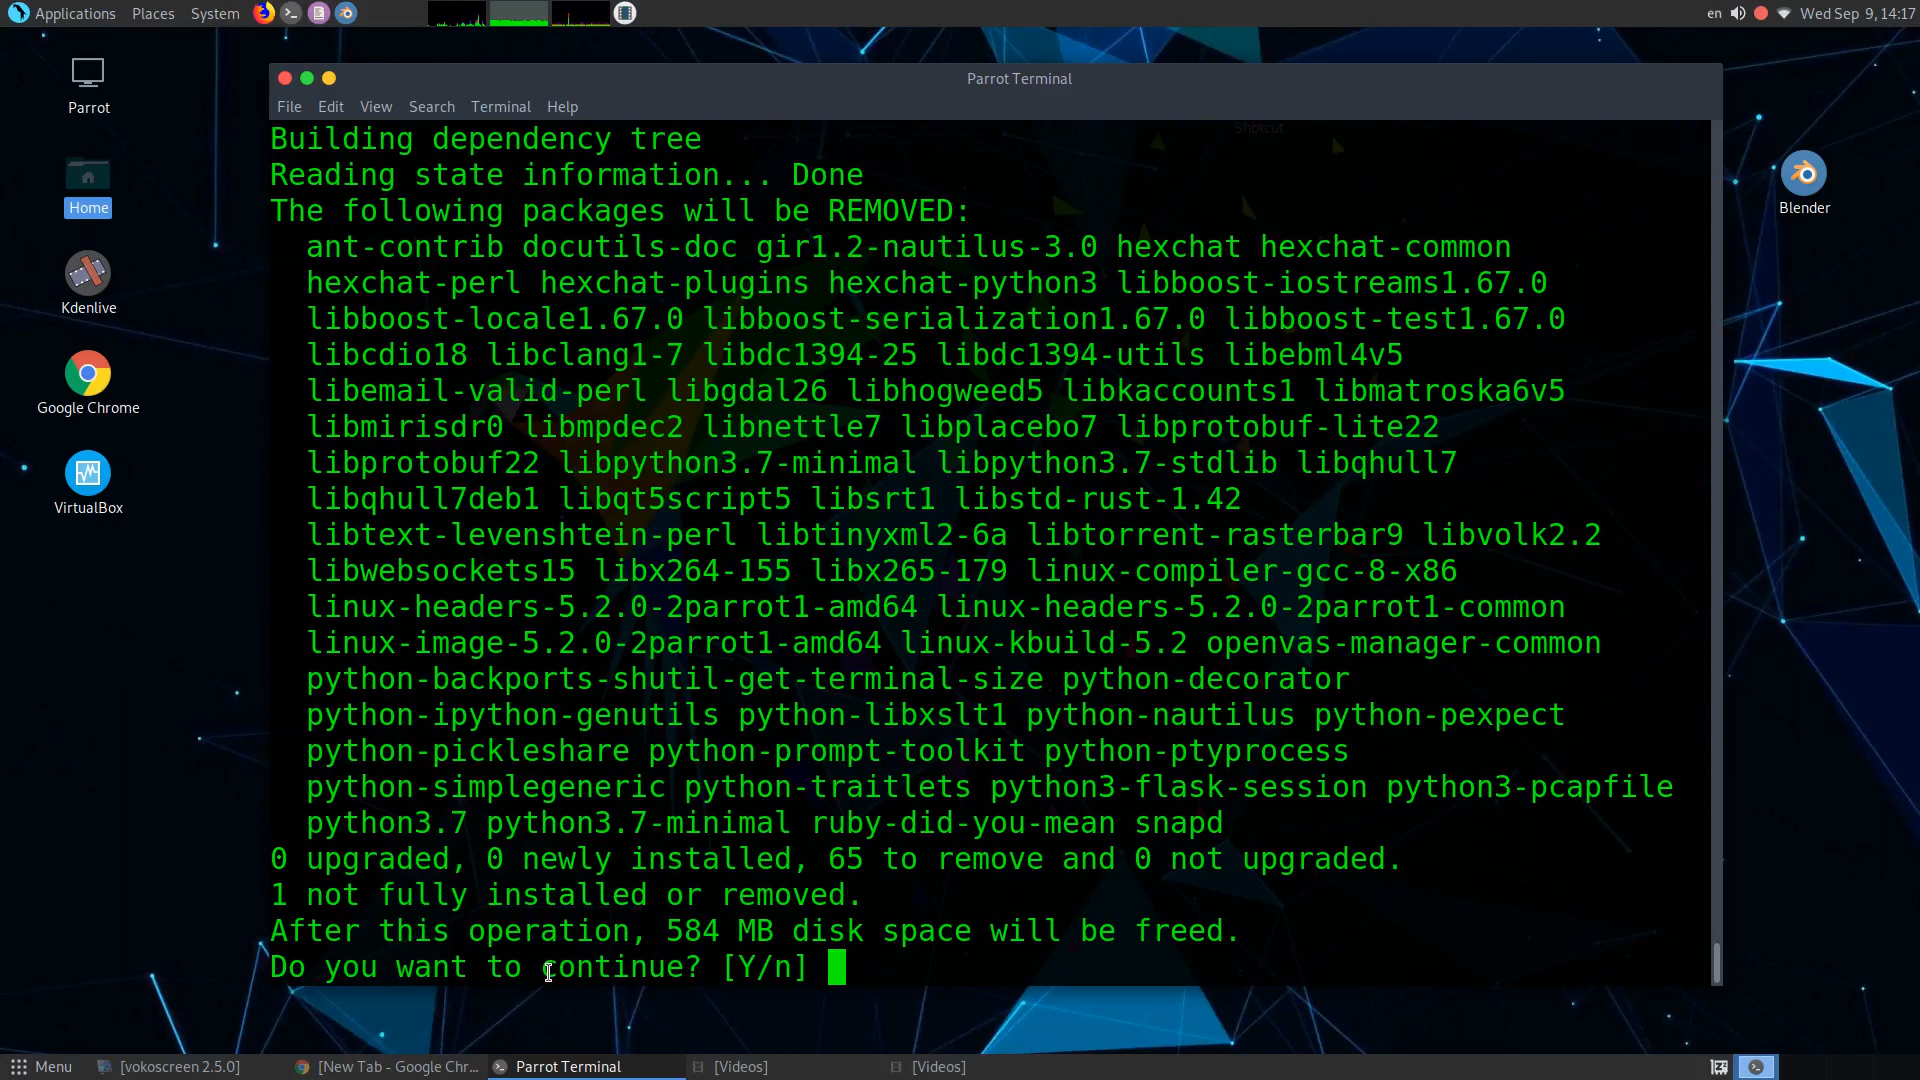 Applications Places System
en Wed Sep 9, 14:17
Parrot
Home
Kdenlive
Google Chrome
VirtualBox
Blender
Parrot Terminal
File Edit View Search Terminal Help
Shotcut
Building dependency tree
Reading state information... Done
The following packages will be REMOVED:
ant-contrib docutils-doc gir1.2-nautilus-3.0 hexchat hexchat-common
hexchat-perl hexchat-plugins hexchat-python3 libboost-iostreams1.67.0
libboost-locale1.67.0 libboost-serialization1.67.0 libboost-test1.67.0
libcdio18 libclang1-7 libdc1394-25 libdc1394-utils libebml4v5
libemail-valid-perl libgdal26 libhogweed5 libkaccounts1 libmatroska6v5
libmirisdr0 libmpdec2 libnettle7 libplacebo7 libprotobuf-lite22
libprotobuf22 libpython3.7-minimal libpython3.7-stdlib libqhull7
libqhull7deb1 libqt5script5 libsrt1 libstd-rust-1.42
libtext-levenshtein-perl libtinyxml2-6a libtorrent-rasterbar9 libvolk2.2
libwebsockets15 libx264-155 libx265-179 linux-compiler-gcc-8-x86
linux-headers-5.2.0-2parrot1-amd64 linux-headers-5.2.0-2parrot1-common
linux-image-5.2.0-2parrot1-amd64 linux-kbuild-5.2 openvas-manager-common
python-backports-shutil-get-terminal-size python-decorator
python-ipython-genutils python-libxslt1 python-nautilus python-pexpect
python-pickleshare python-prompt-toolkit python-ptyprocess
python-simplegeneric python-traitlets python3-flask-session python3-pcapfile
python3.7 python3.7-minimal ruby-did-you-mean snapd
0 upgraded, 0 newly installed, 65 to remove and 0 not upgraded.
1 not fully installed or removed.
After this operation, 584 MB disk space will be freed.
Do you want to continue? [Y/n]
Menu [vokoscreen 2.5.0] [New Tab - Google Chr... Parrot Terminal [Videos] [Videos]